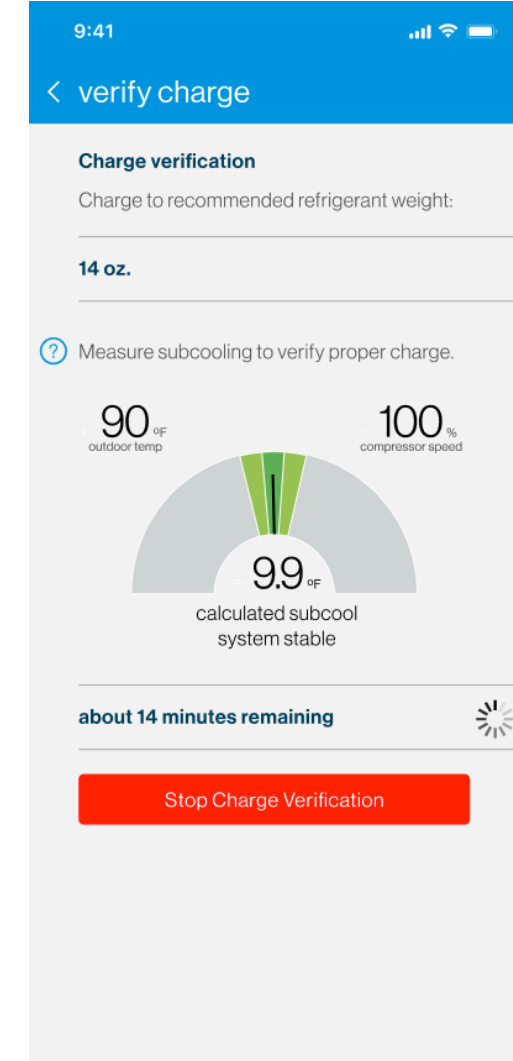 9:41
verify charge
Charge verification
Charge to recommended refrigerant weight:
14 oz.
? Measure subcooling to verify proper charge.
90 °F
outdoor temp
100 %
compressor speed
9.9 °F
calculated subcool
system stable
about 14 minutes remaining
Stop Charge Verification